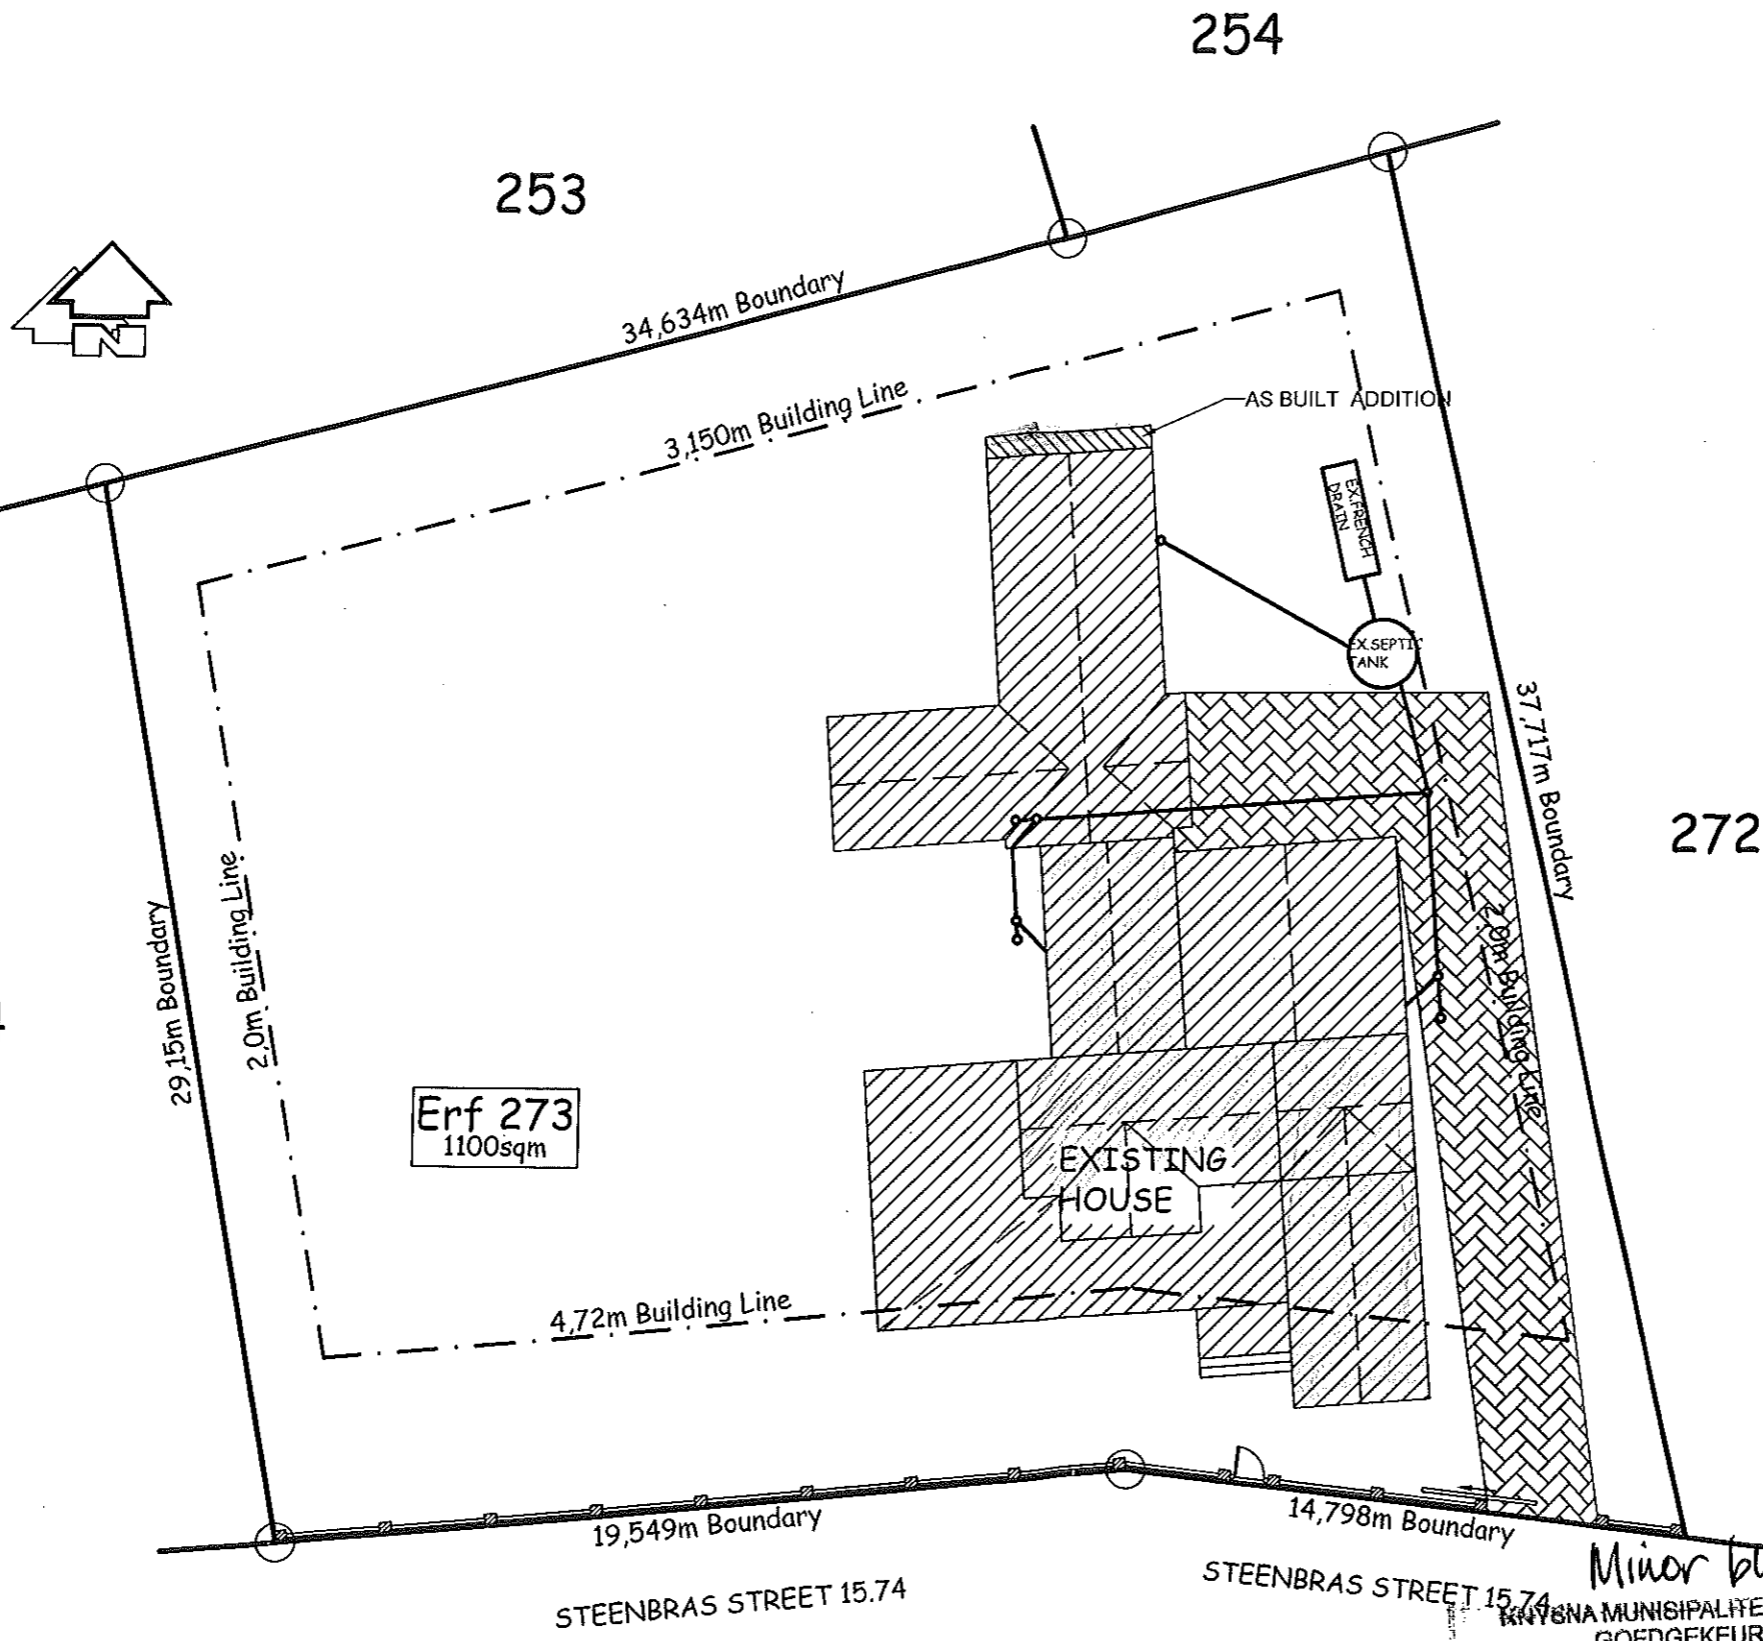 254
253
N
34,634m Boundary
3,150m Building Line
AS BUILT ADDITION
EX.FRENCH
DRAIN
EX.SEPTIC
TANK
37,717m Boundary
272
2,0m Building Line
29,15m Boundary
2,0m Building Line
Erf 273
1100sqm
EXISTING
HOUSE
4,72m Building Line
19,549m Boundary
14,798m Boundary
STEENBRAS STREET 15.74
STEENBRAS STREET 15.74
Minor
KNYSNA MUNISIPALITE
GOEDGEKEUR